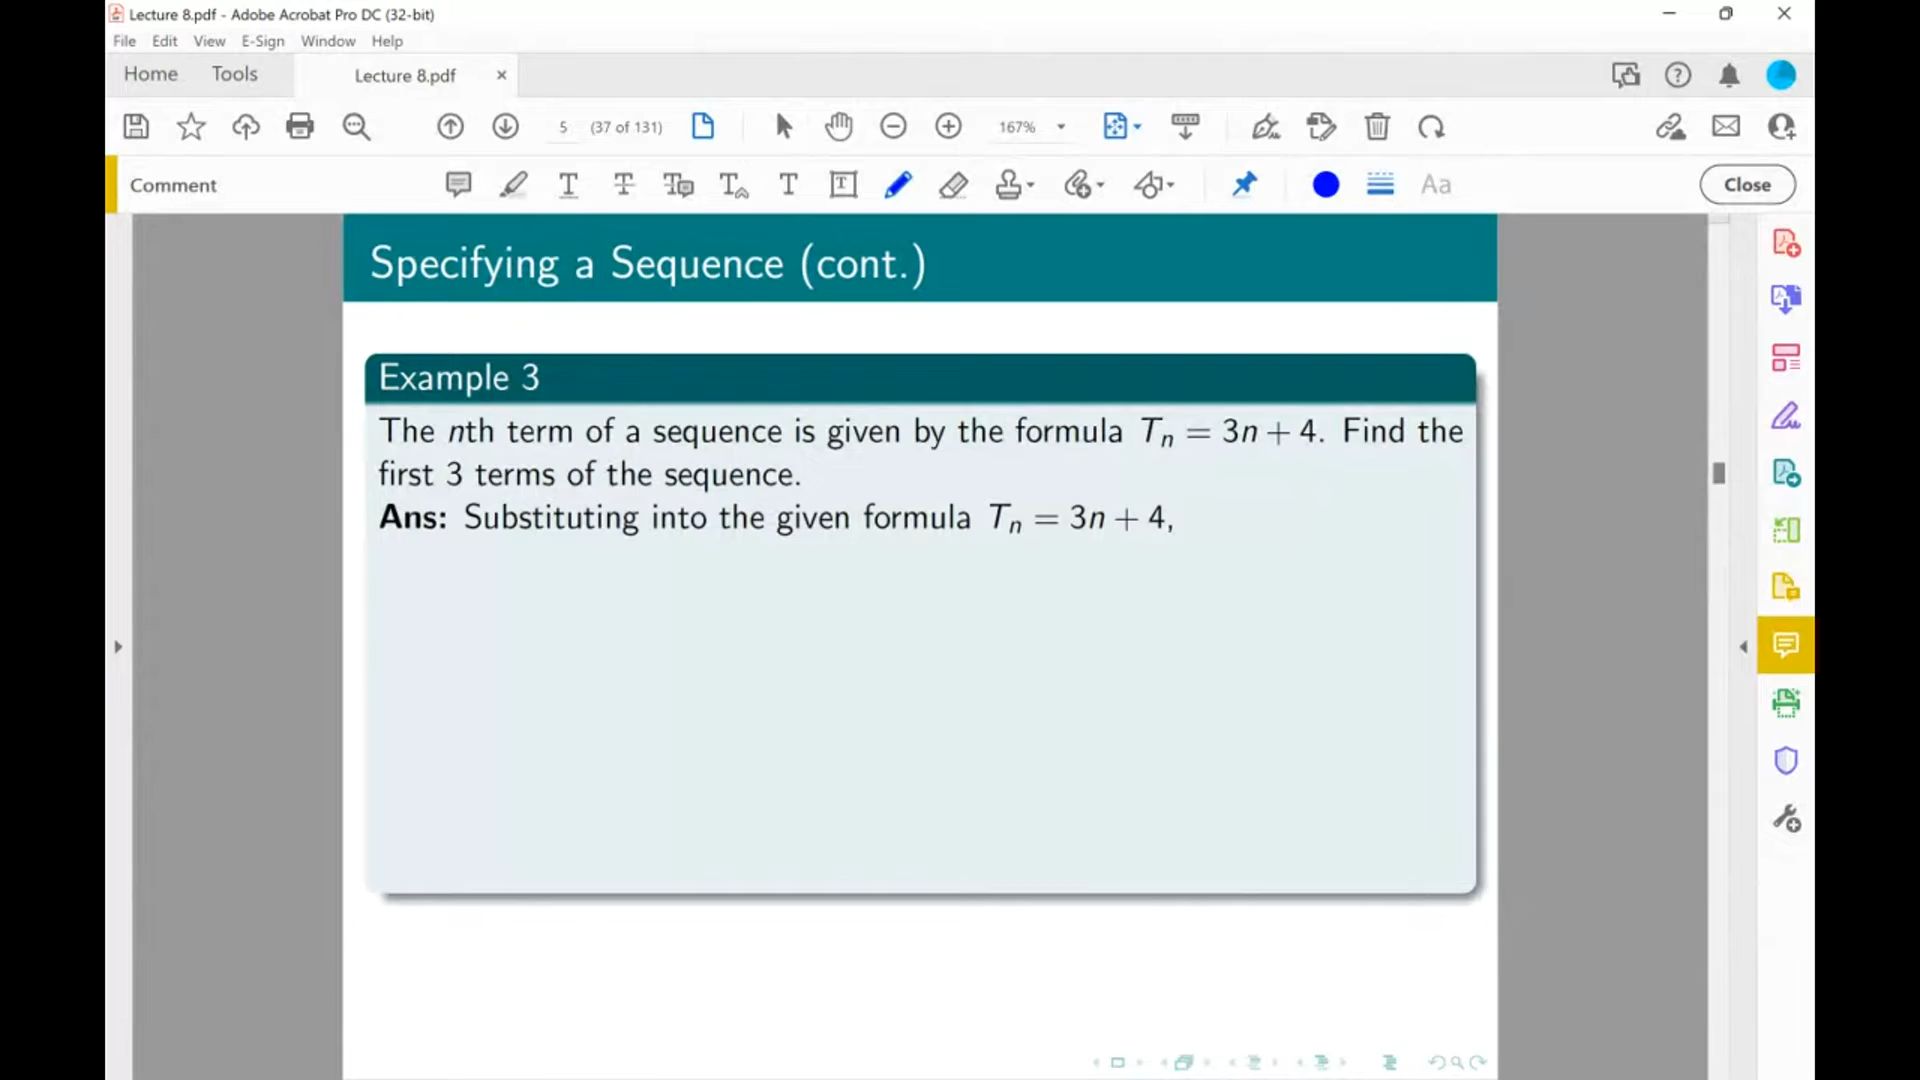 Lecture 8.pdf - Adobe Acrobat Pro DC (32-bit)
File Edit View E-Sign Window Help
Home Tools Lecture 8.pdf ×
5 (37 of 131) 167%
Comment Aa Close
Specifying a Sequence (cont.)
Example 3
The nth term of a sequence is given by the formula Tₙ = 3n + 4. Find the
first 3 terms of the sequence.
Ans: Substituting into the given formula Tₙ = 3n + 4,